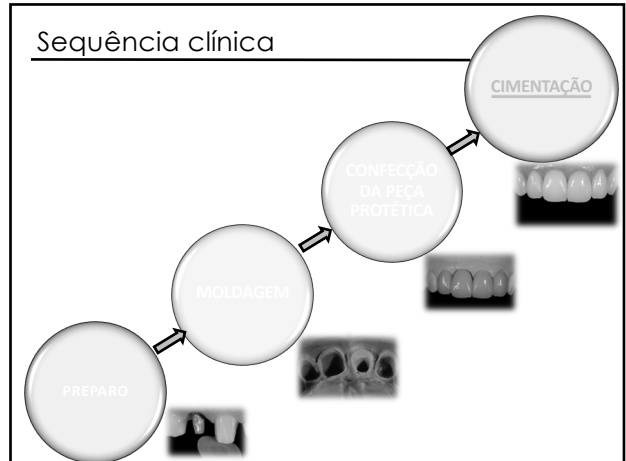 Sequência clínica
CIMENTAÇÃO
CONFECÇÃO
DA PEÇA
PROTÉTICA
MOLDAGEM
PREPARO